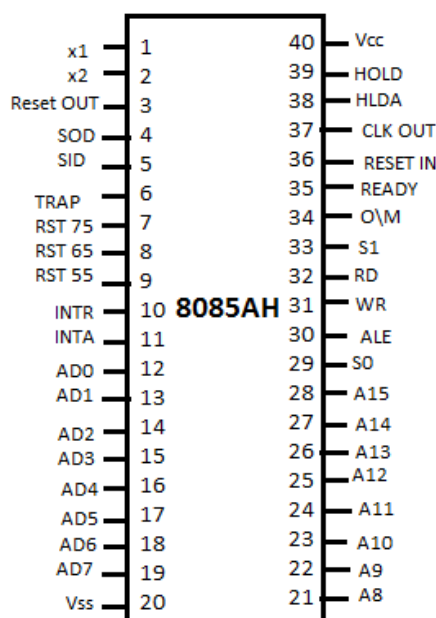 x1 1 40 Vcc
x2 2 39 HOLD
Reset OUT 3 38 HLDA
SOD 4 37 CLK OUT
SID 5 36 RESET IN
TRAP 6 35 READY
RST 75 7 34 O\M
RST 65 8 33 S1
RST 55 9 32 RD
INTR 10 8085AH 31 WR
INTA 11 30 ALE
AD0 12 29 S0
AD1 13 28 A15
AD2 14 27 A14
AD3 15 26 A13
AD4 16 25 A12
AD5 17 24 A11
AD6 18 23 A10
AD7 19 22 A9
Vss 20 21 A8